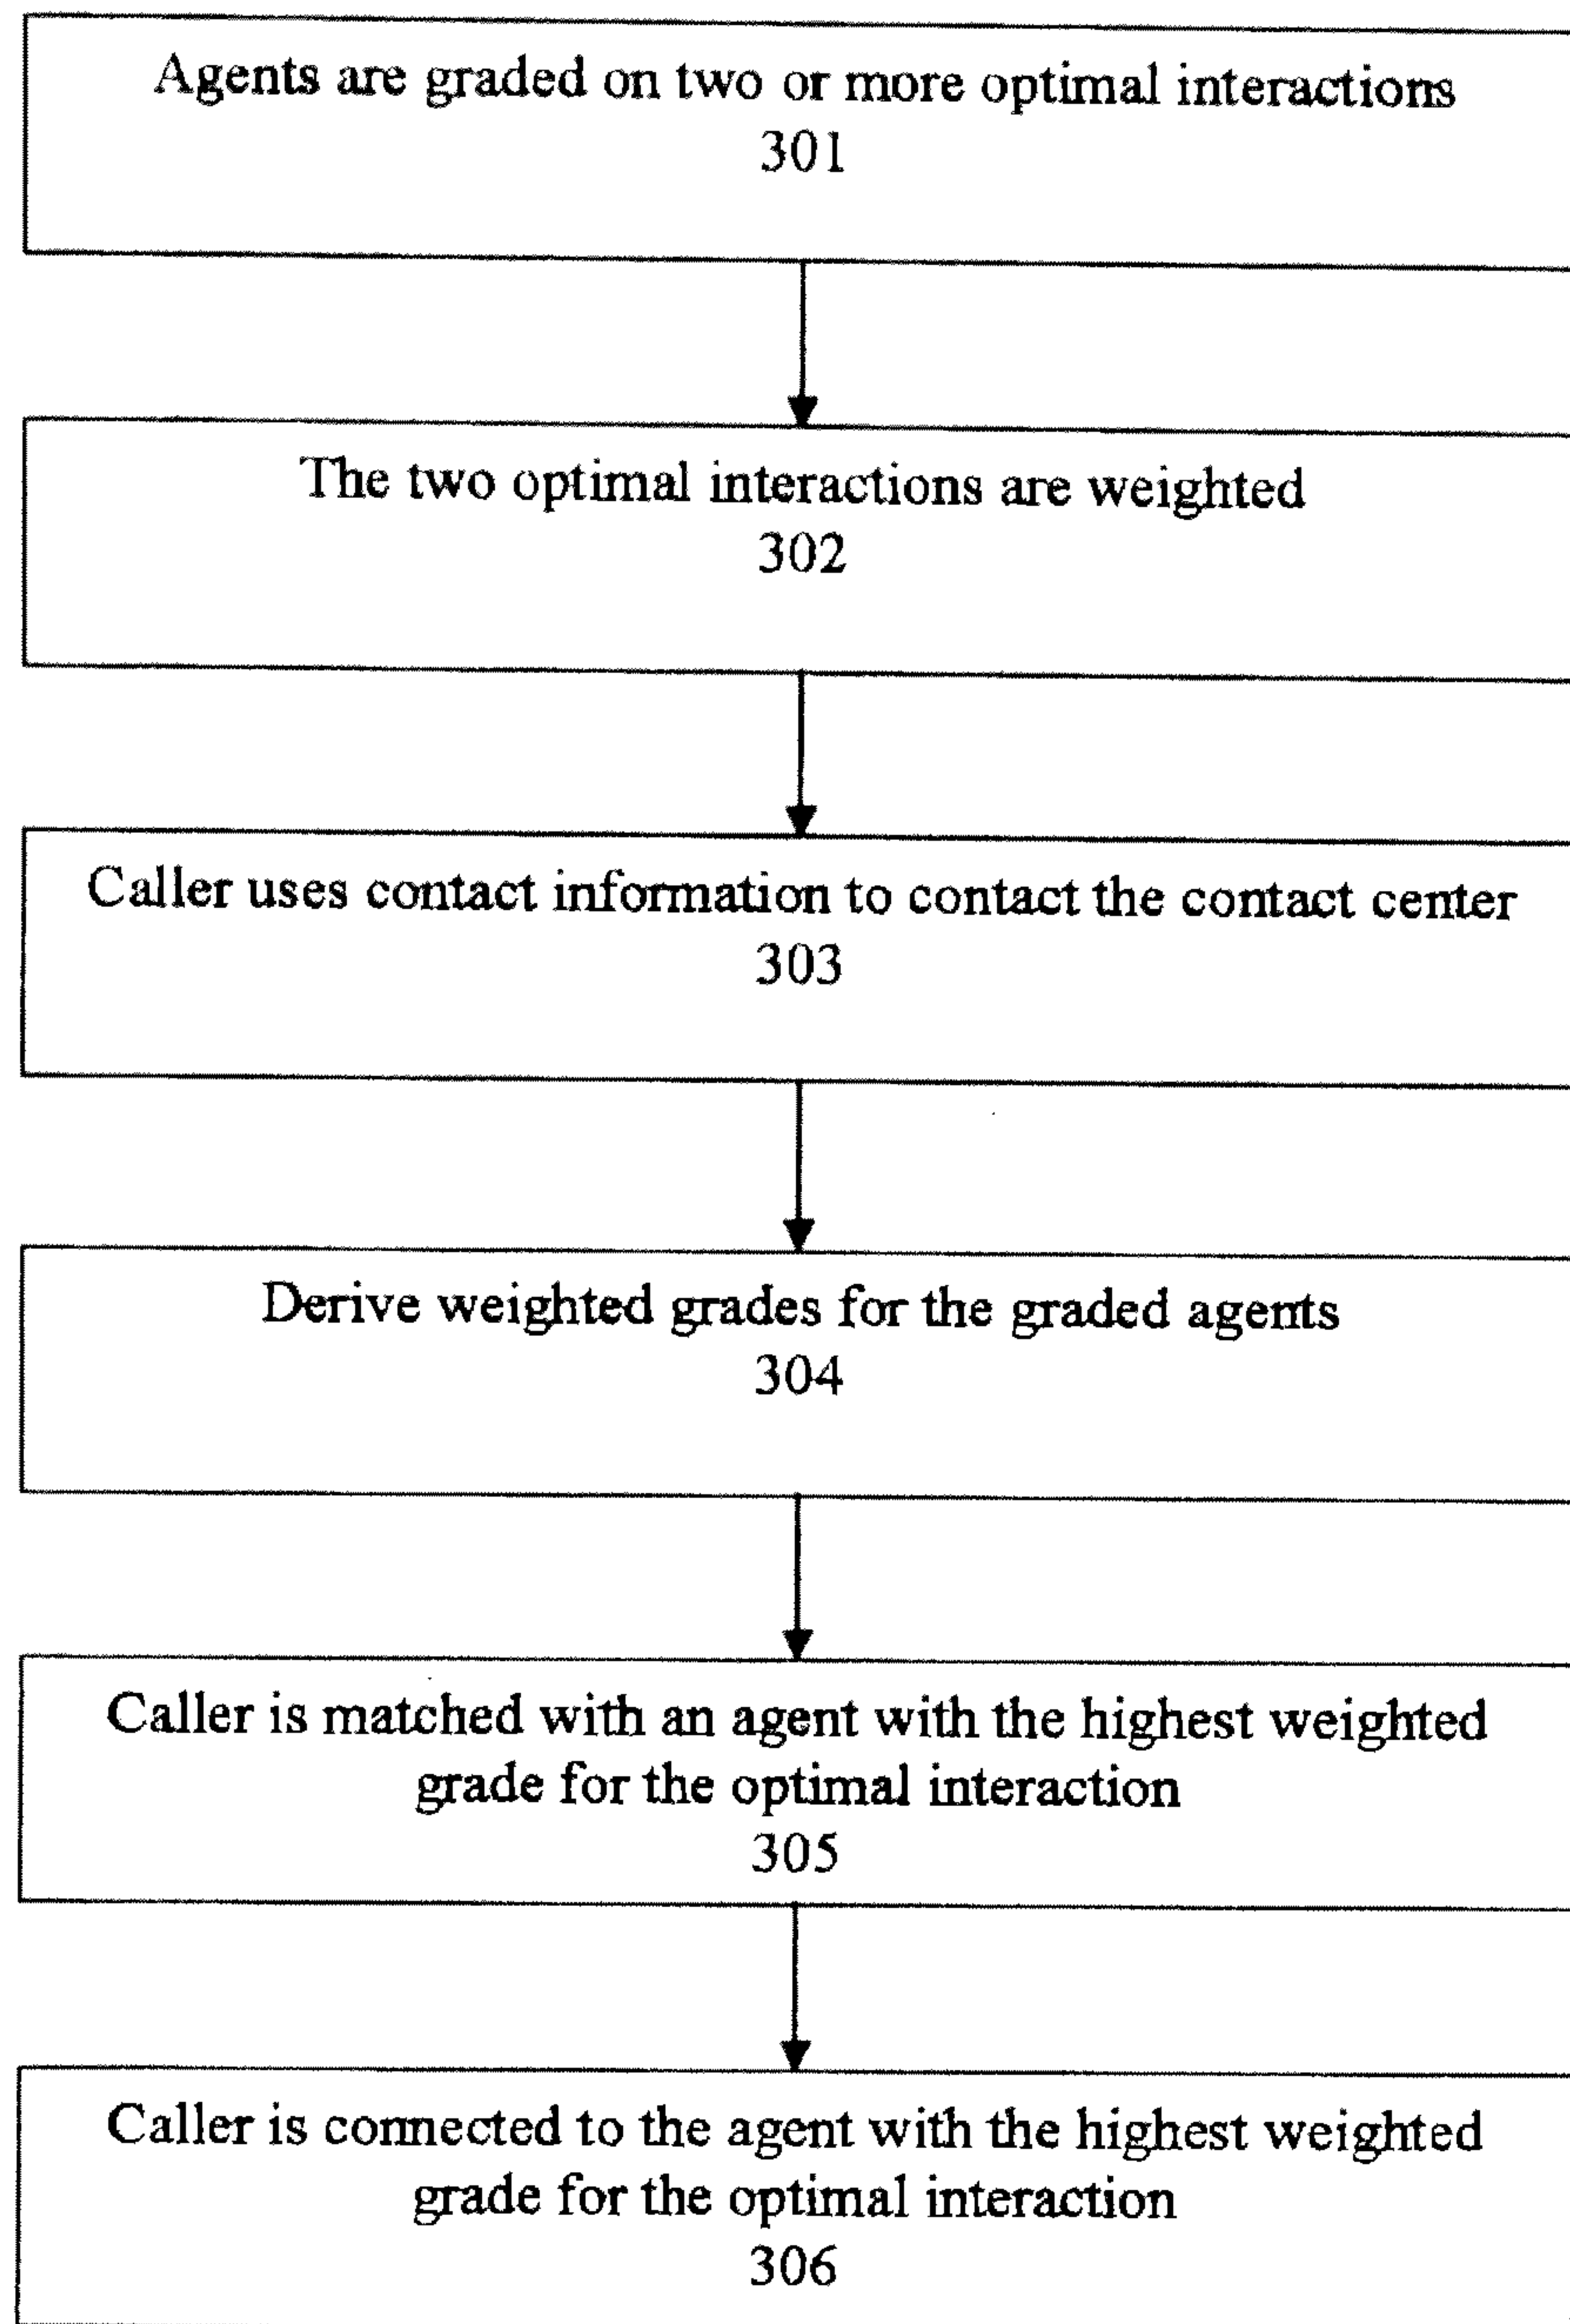 Agents are graded on two or more optimal interactions
301
The two optimal interactions are weighted
302
Caller uses contact information to contact the contact center
303
Derive weighted grades for the graded agents
304
Caller is matched with an agent with the highest weighted
grade for the optimal interaction
305
Caller is connected to the agent with the highest weighted
grade for the optimal interaction
306